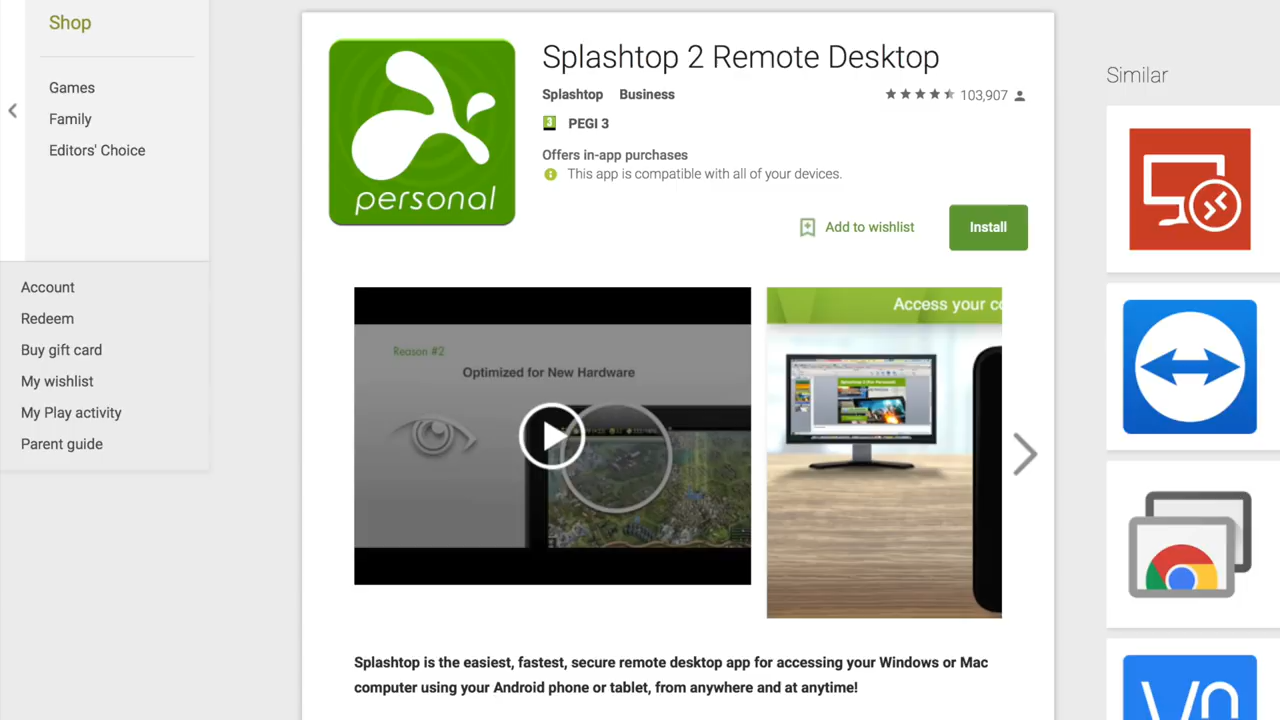 Shop
Games
Family
Editors' Choice
Account
Redeem
Buy gift card
My wishlist
My Play activity
Parent guide
personal
Splashtop 2 Remote Desktop
Splashtop Business
103,907
3 PEGI 3
Offers in-app purchases
This app is compatible with all of your devices.
Add to wishlist
Install
Reason #2
Optimized for New Hardware
Access your co
Splashtop is the easiest, fastest, secure remote desktop app for accessing your Windows or Mac
computer using your Android phone or tablet, from anywhere and at anytime!
Similar